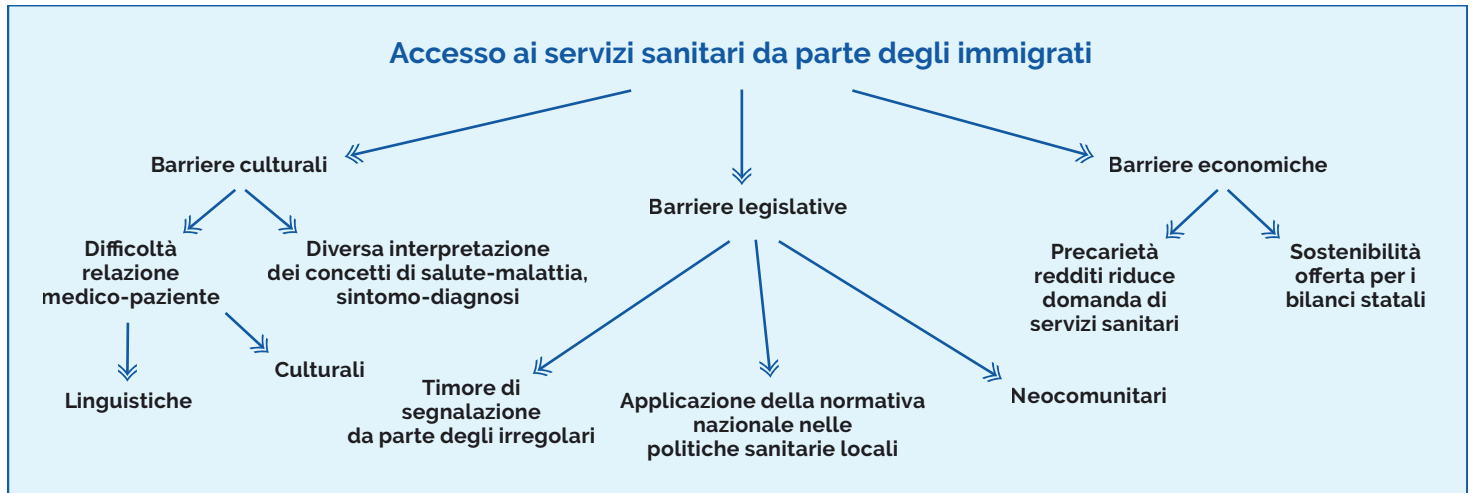 Accesso ai servizi sanitari da parte degli immigrati
Barriere culturali
Difficoltà
relazione
medico-paziente
Linguistiche
Culturali
Diversa interpretazione
dei concetti di salute-malattia,
sintomo-diagnosi
Barriere legislative
Timore di
segnalazione
da parte degli irregolari
Applicazione della normativa
nazionale nelle
politiche sanitarie locali
Neocomunitari
Barriere economiche
Precarietà
redditi riduce
domanda di
servizi sanitari
Sostenibilità
offerta per i
bilanci statali